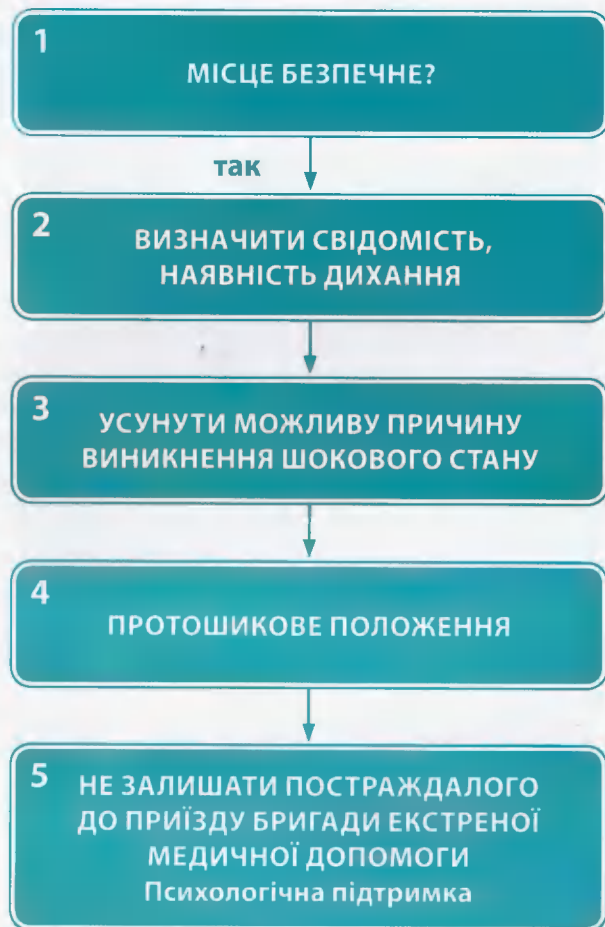 1
МІСЦЕ БЕЗПЕЧНЕ?
так
2
ВИЗНАЧИТИ СВІДОМІСТЬ,
НАЯВНІСТЬ ДИХАННЯ
3
УСУНУТИ МОЖЛИВУ ПРИЧИНУ
ВИНИКНЕННЯ ШОКОВОГО СТАНУ
4
ПРОТОШИКОВЕ ПОЛОЖЕННЯ
5
НЕ ЗАЛИШАТИ ПОСТРАЖДАЛОГО
ДО ПРИЇЗДУ БРИГАДИ ЕКСТРЕНОЇ
МЕДИЧНОЇ ДОПОМОГИ
Психологічна підтримка